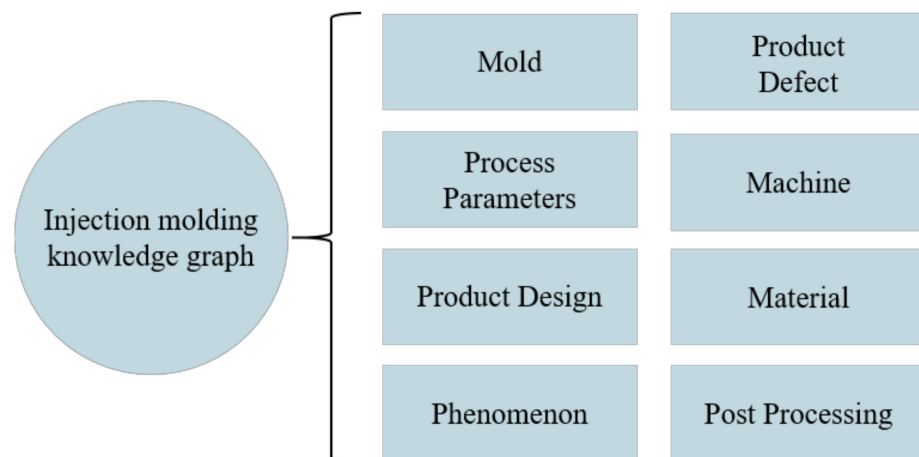 Injection molding
knowledge graph
Mold
Product
Defect
Process
Parameters
Machine
Product Design
Material
Phenomenon
Post Processing